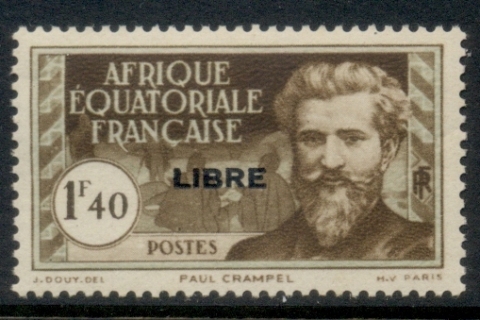 AFRIQUE
ÉQUATORIALE
FRANÇAISE
LIBRE
1F40
RF
POSTES
J. DOUY. DEL PAUL CRAMPEL H.V PARIS